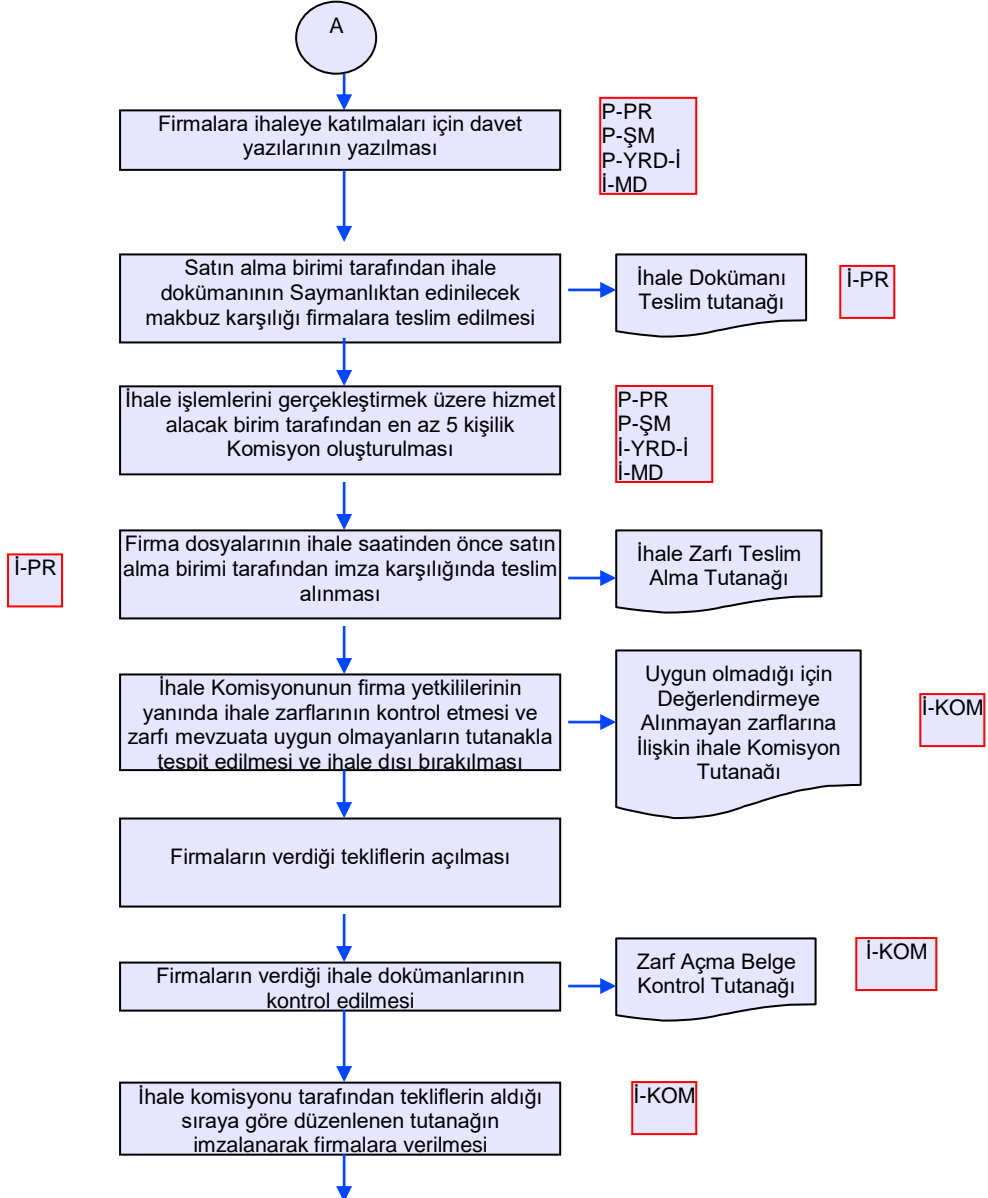 A
Firmalara ihaleye katılmaları için davet
yazılarının yazılması
P-PR
P-ŞM
P-YRD-İ
İ-MD
Satın alma birimi tarafından ihale
dokümanının Saymanlıktan edinilecek
makbuz karşılığı firmalara teslim edilmesi
İhale Dokümanı
Teslim tutanağı
İ-PR
İhale işlemlerini gerçekleştirmek üzere hizmet
alacak birim tarafından en az 5 kişilik
Komisyon oluşturulması
P-PR
P-ŞM
İ-YRD-İ
İ-MD
İ-PR
Firma dosyalarının ihale saatinden önce satın
alma birimi tarafından imza karşılığında teslim
alınması
İhale Zarfı Teslim
Alma Tutanağı
İhale Komisyonunun firma yetkililerinin
yanında ihale zarflarının kontrol etmesi ve
zarfı mevzuata uygun olmayanların tutanakla
tespit edilmesi ve ihale dışı bırakılması
Uygun olmadığı için
Değerlendirmeye
Alınmayan zarflarına
İlişkin ihale Komisyon
Tutanağı
İ-KOM
Firmaların verdiği tekliflerin açılması
Firmaların verdiği ihale dokümanlarının
kontrol edilmesi
Zarf Açma Belge
Kontrol Tutanağı
İ-KOM
İhale komisyonu tarafından tekliflerin aldığı
sıraya göre düzenlenen tutanağın
imzalanarak firmalara verilmesi
İ-KOM